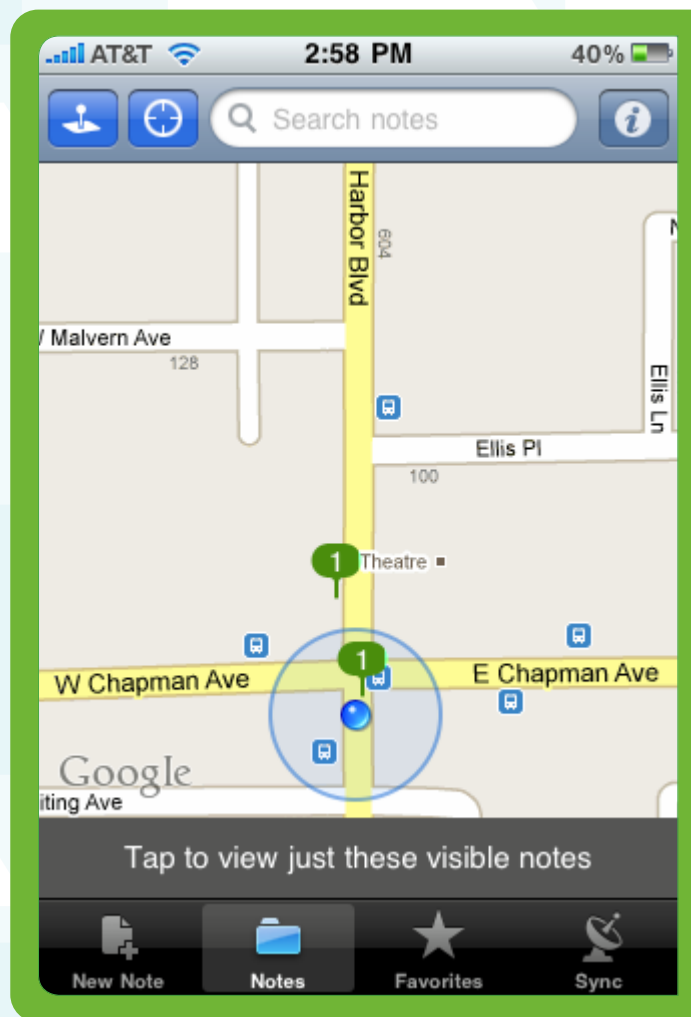 AT&T 2:58 PM 40%
Search notes
Harbor Blvd
604
Malvern Ave
128
Ellis Ln
Ellis Pl
100
1
Theatre
1
W Chapman Ave
E Chapman Ave
Google
iting Ave
Tap to view just these visible notes
New Note Notes Favorites Sync